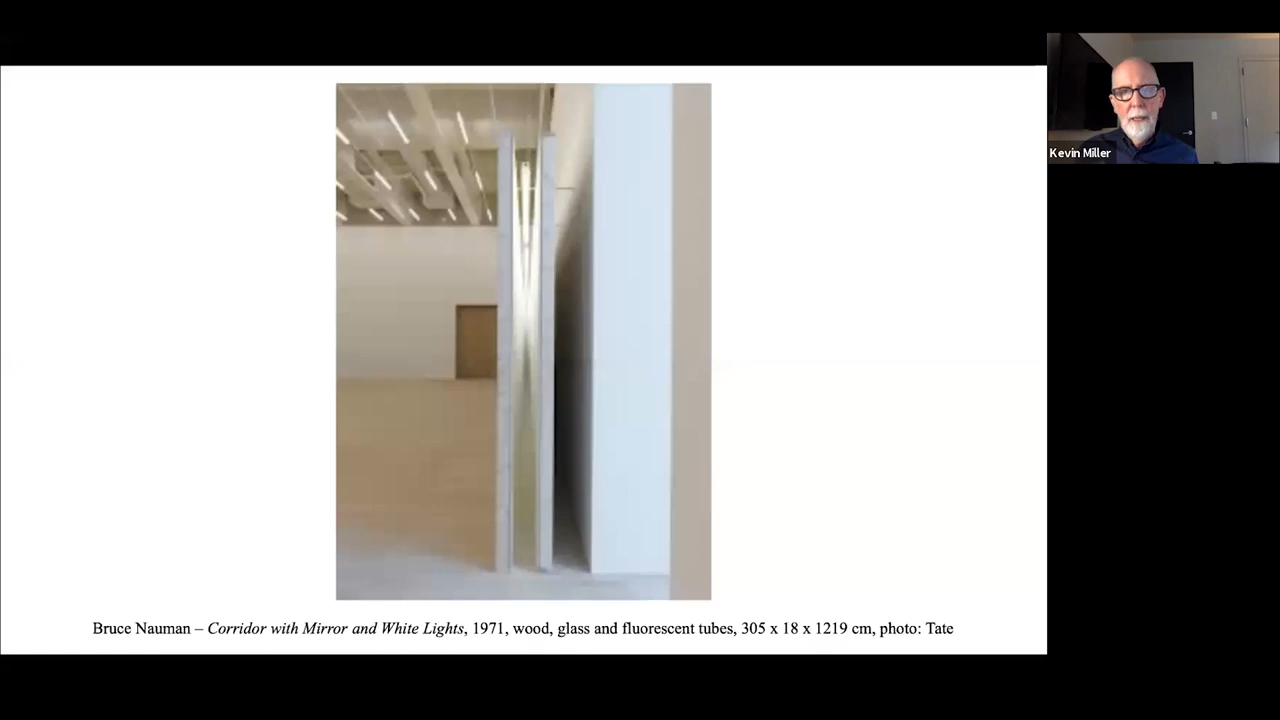 Kevin Miller
Bruce Nauman – Corridor with Mirror and White Lights, 1971, wood, glass and fluorescent tubes, 305 x 18 x 1219 cm, photo: Tate